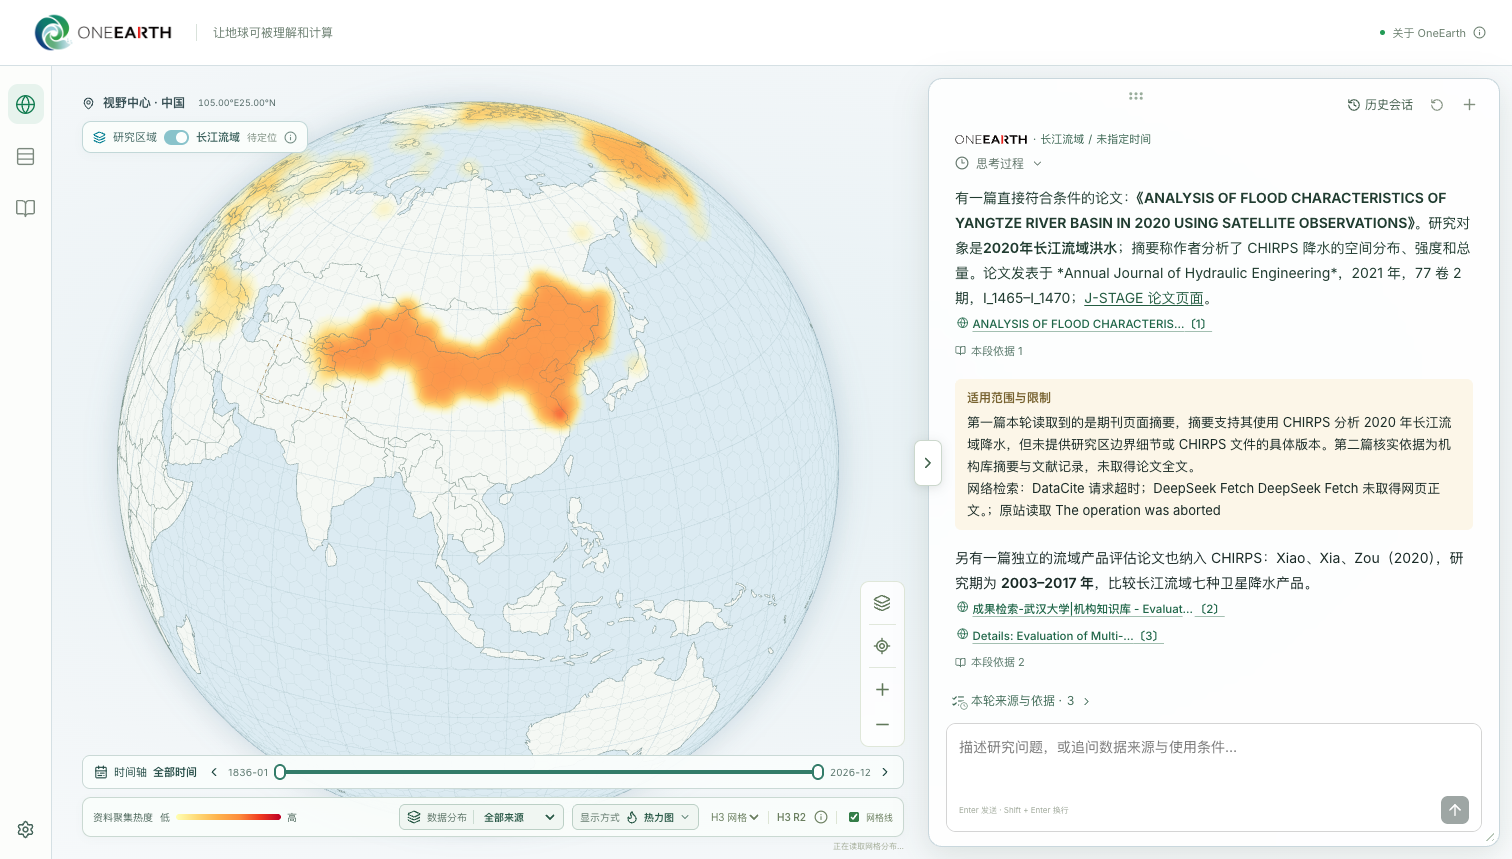 ONEEARTH
让地球可被理解和计算
关于 OneEarth
视野中心 · 中国 105.00°E25.00°N
研究区域 长江流域 待定位
历史会话
ONEEARTH · 长江流域 / 未指定时间
思考过程
有一篇直接符合条件的论文：《ANALYSIS OF FLOOD CHARACTERISTICS OF
YANGTZE RIVER BASIN IN 2020 USING SATELLITE OBSERVATIONS》。研究对
象是2020年长江流域洪水；摘要称作者分析了 CHIRPS 降水的空间分布、强度和总
量。论文发表于 *Annual Journal of Hydraulic Engineering*，2021 年，77 卷 2
期，I_1465–I_1470；J-STAGE 论文页面。
ANALYSIS OF FLOOD CHARACTERIS... 〔1〕
本段依据 1
适用范围与限制
第一篇本轮读取到的是期刊页面摘要，摘要支持其使用 CHIRPS 分析 2020 年长江流
域降水，但未提供研究区边界细节或 CHIRPS 文件的具体版本。第二篇核实依据为机
构库摘要与文献记录，未取得论文全文。
网络检索：DataCite 请求超时；DeepSeek Fetch DeepSeek Fetch 未取得网页正
文。；原站读取 The operation was aborted
另有一篇独立的流域产品评估论文也纳入 CHIRPS：Xiao、Xia、Zou（2020），研
究期为 2003–2017 年，比较长江流域七种卫星降水产品。
成果检索-武汉大学|机构知识库 - Evaluat... 〔2〕
Details: Evaluation of Multi-... 〔3〕
本段依据 2
本轮来源与依据 · 3
描述研究问题，或追问数据来源与使用条件...
Enter 发送 · Shift + Enter 换行
时间轴 全部时间 1836-01 2026-12
资料聚集热度 低 高 数据分布 全部来源 显示方式 热力图 H3 网格 H3 R2 网格线
正在读取网格分布...